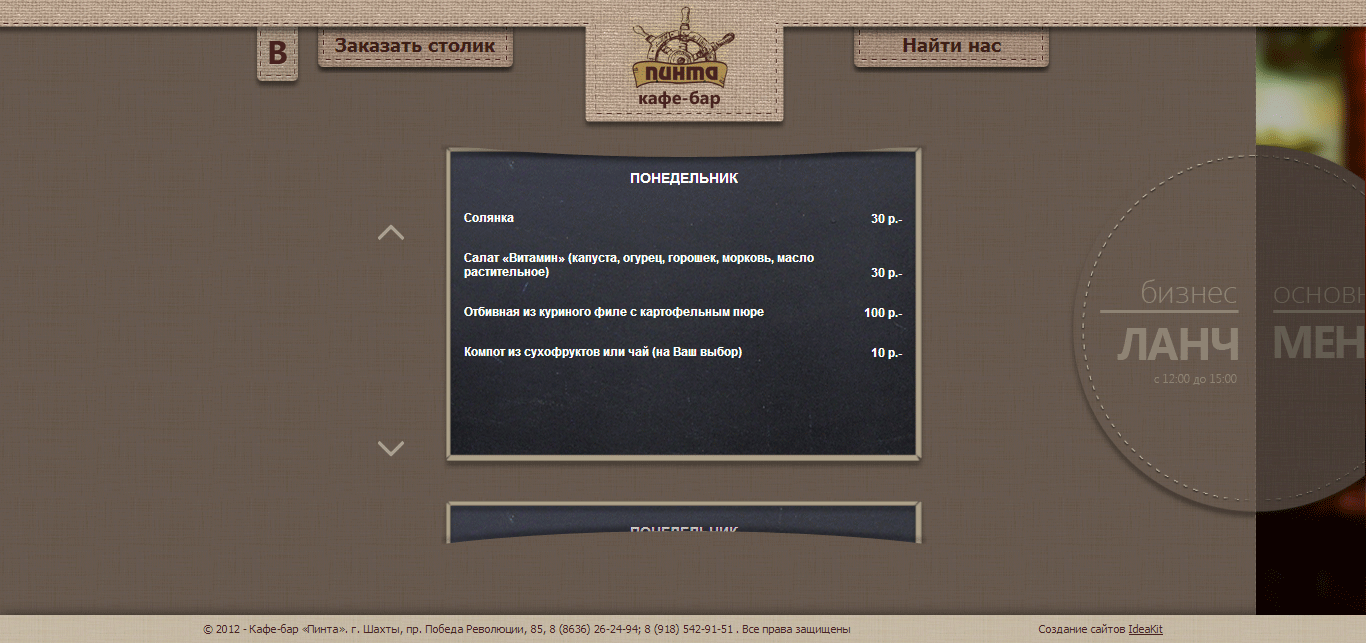 В
Заказать столик
пинта
кафе-бар
Найти нас
ПОНЕДЕЛЬНИК
Солянка 30 р.-
Салат «Витамин» (капуста, огурец, горошек, морковь, масло
растительное) 30 р.-
Отбивная из куриного филе с картофельным пюре 100 р.-
Компот из сухофруктов или чай (на Ваш выбор) 10 р.-
бизнес
ЛАНЧ
с 12:00 до 15:00
основн
МЕН
ПОНЕДЕЛЬНИК
© 2012 - Кафе-бар «Пинта». г. Шахты, пр. Победа Революции, 85, 8 (8636) 26-24-94; 8 (918) 542-91-51 . Все права защищены
Создание сайтов IdeaKit